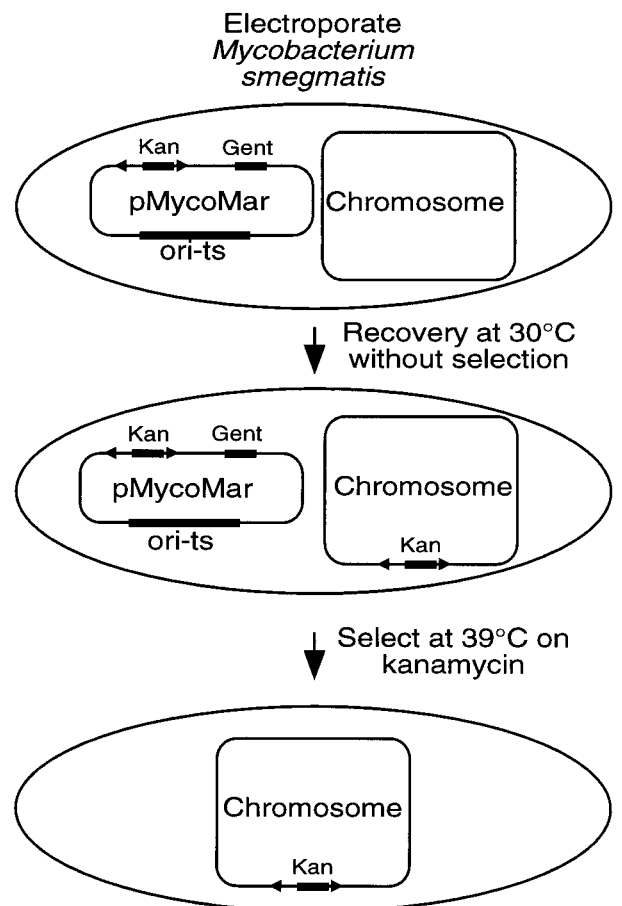 Electroporate
Mycobacterium
smegmatis
Kan
Gent
pMycoMar
ori-ts
Chromosome
Recovery at 30°C
without selection
Kan
Gent
pMycoMar
ori-ts
Chromosome
Kan
Select at 39°C on
kanamycin
Chromosome
Kan